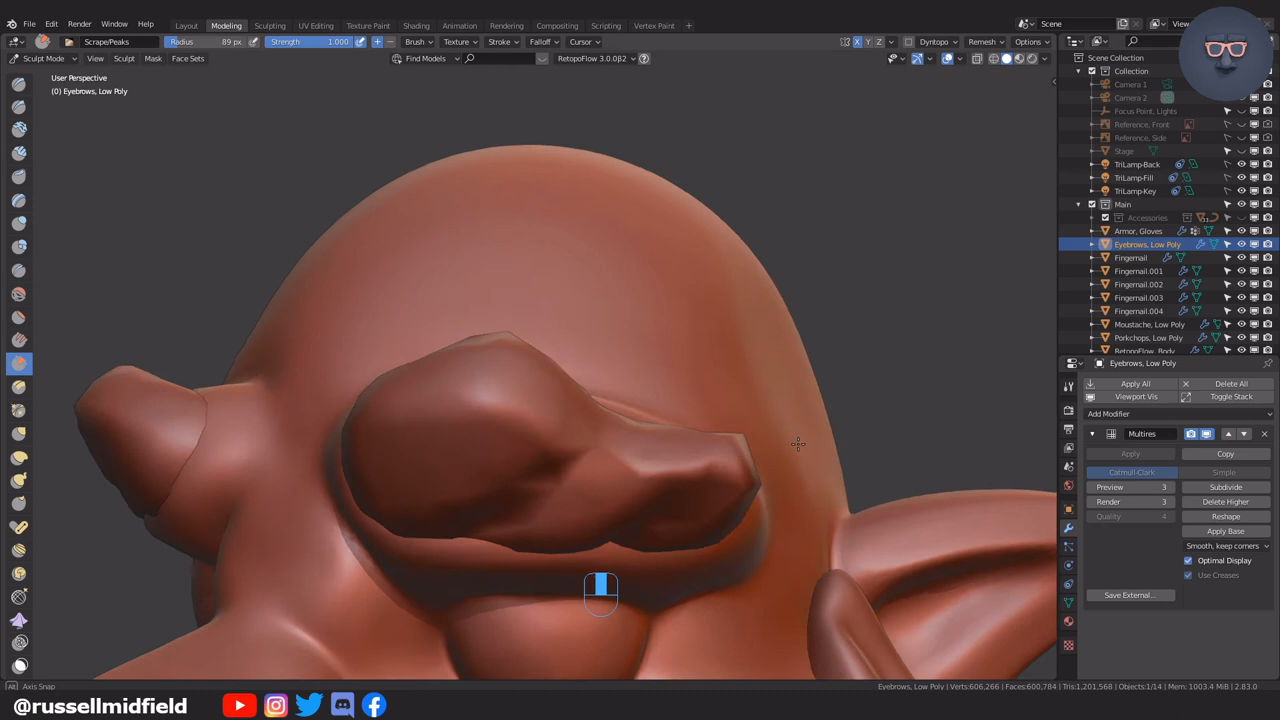 File Edit Render Window Help Layout Modeling Sculpting UV Editing Texture Paint Shading Animation Rendering Compositing Scripting Vertex Paint + Scene
Scrape/Peaks Radius 89 px Strength 1.000 + − Brush Texture Stroke Falloff Cursor X Y Z Dyntopo Remesh Options
Sculpt Mode View Sculpt Mask Face Sets Find Models RetopoFlow 3.0.0β2
User Perspective
(0) Eyebrows, Low Poly
Scene Collection
Collection
Camera 1
Camera 2
Focus Point, Lights
Reference, Front
Reference, Side
Stage
TriLamp-Back
TriLamp-Fill
TriLamp-Key
Main
Accessories
Armor, Gloves
Eyebrows, Low Poly
Fingernail
Fingernail.001
Fingernail.002
Fingernail.003
Fingernail.004
Moustache, Low Poly
Porkchops, Low Poly
RetopoFlow, Body
Eyebrows, Low Poly
Apply All Delete All
Viewport Vis Toggle Stack
Add Modifier
Multires
Apply Copy
Catmull-Clark Simple
Preview 3 Subdivide
Render 3 Delete Higher
Quality 4 Reshape
Apply Base
Smooth, keep corners
Optimal Display
Use Creases
Save External...
Alt Axis Snap Eyebrows, Low Poly | Verts:606,266 | Faces:600,784 | Tris:1,201,568 | Objects:1/14 | Mem: 1003.4 MiB | 2.83.0
@russellmidfield